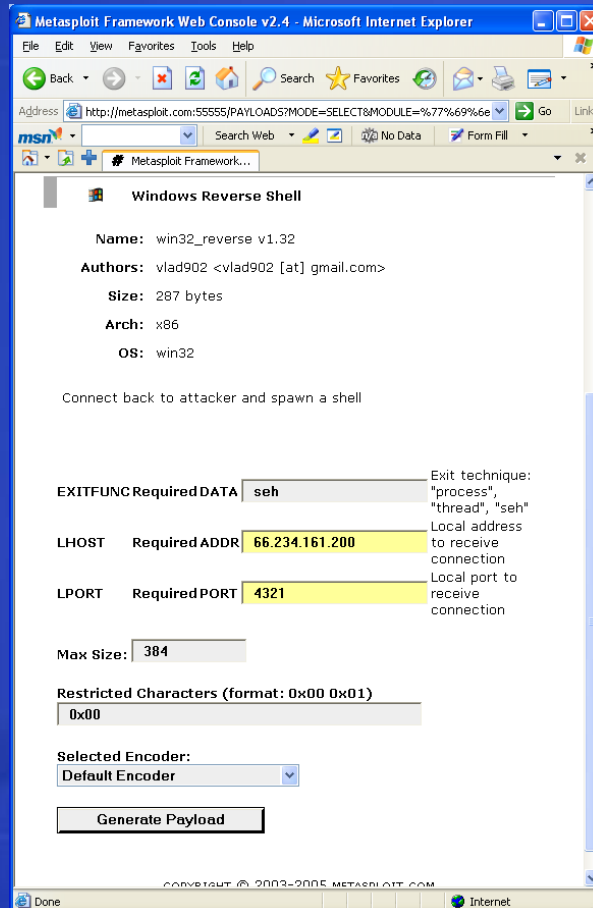 Metasploit Framework Web Console v2.4 - Microsoft Internet Explorer
File Edit View Favorites Tools Help
Back Search Favorites
Address http://metasploit.com:55555/PAYLOADS?MODE=SELECT&MODULE=%77%69%6e Go Link
msn Search Web No Data Form Fill
# Metasploit Framework...
Windows Reverse Shell
Name: win32_reverse v1.32
Authors: vlad902 <vlad902 [at] gmail.com>
Size: 287 bytes
Arch: x86
OS: win32
Connect back to attacker and spawn a shell
EXITFUNC Required DATA seh Exit technique:
"process",
"thread", "seh"
LHOST Required ADDR 66.234.161.200 Local address
to receive
connection
LPORT Required PORT 4321 Local port to
receive
connection
Max Size: 384
Restricted Characters (format: 0x00 0x01)
0x00
Selected Encoder:
Default Encoder
Generate Payload
COPYRIGHT © 2003-2005 METASPLOIT.COM
Done Internet